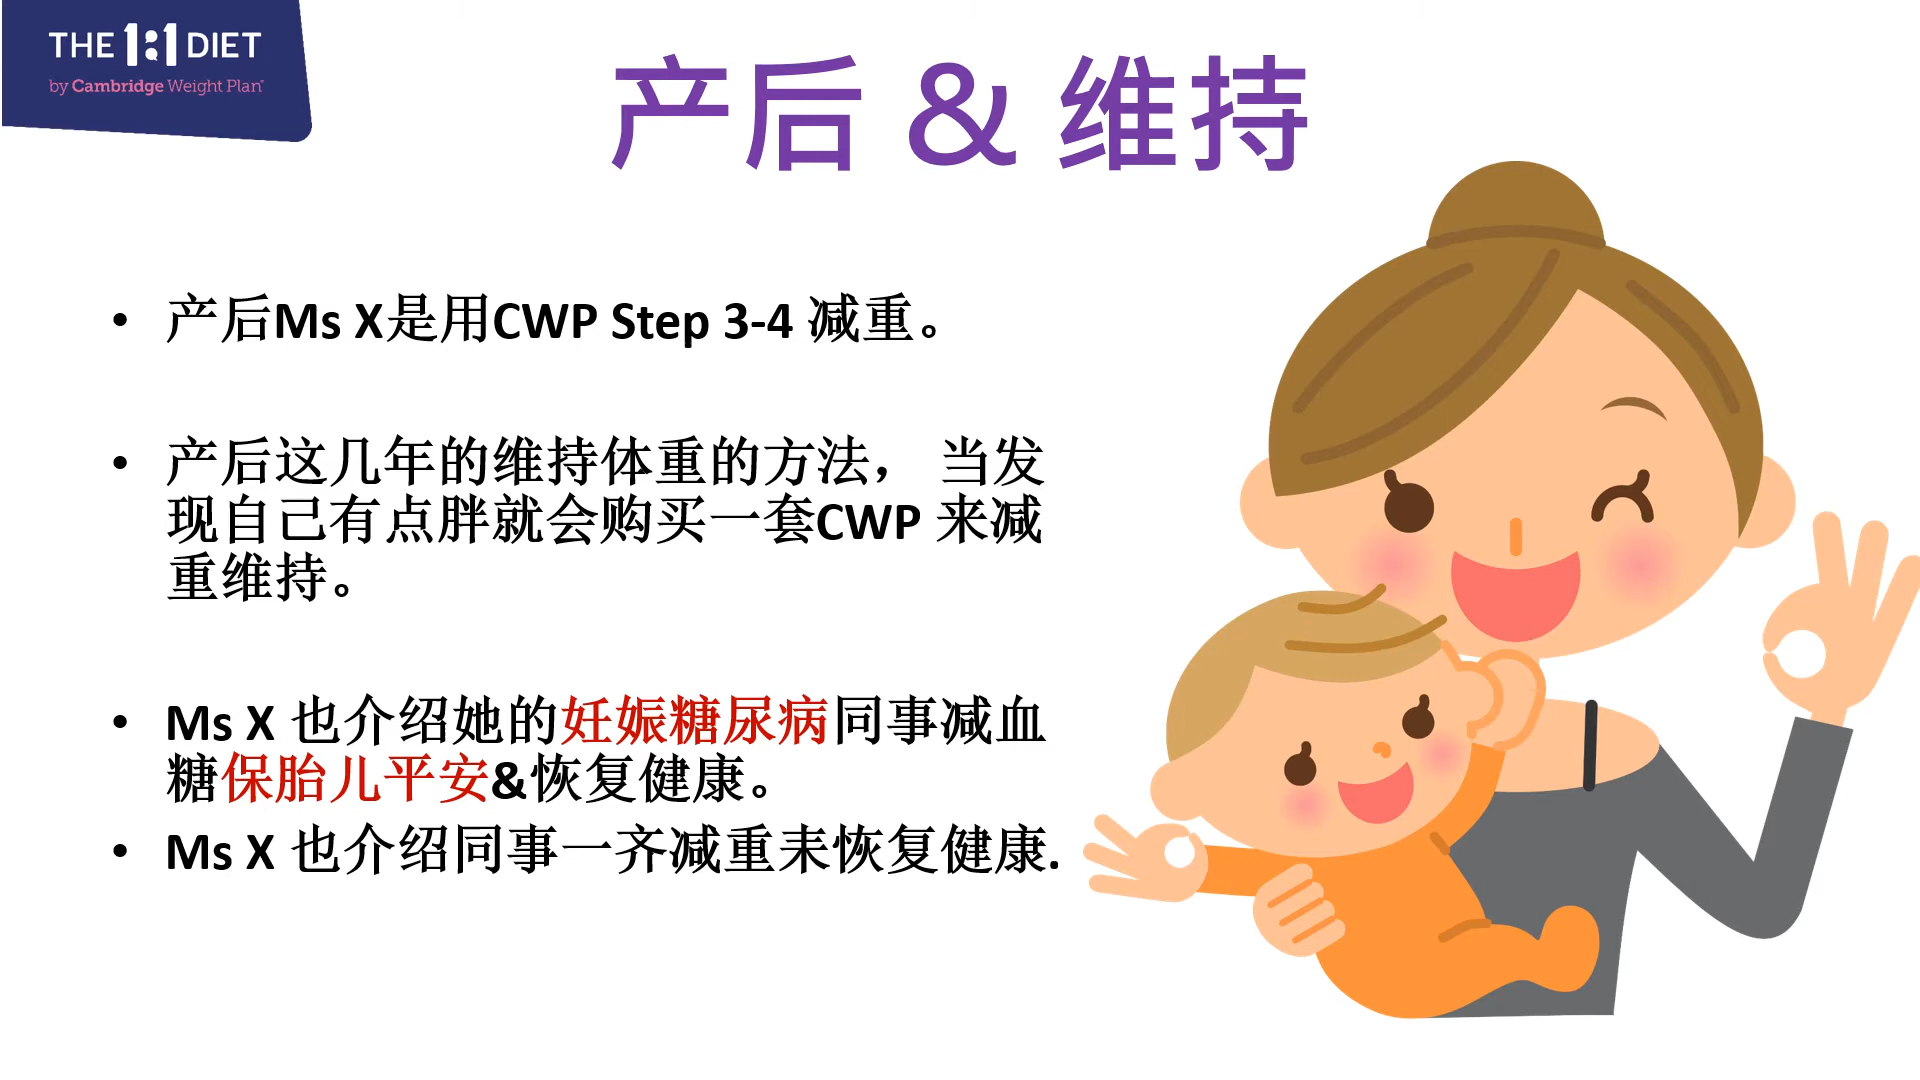 THE 1:1 DIET
by Cambridge Weight Plan
产后 & 维持
• 产后Ms X是用CWP Step 3-4 减重。
• 产后这几年的维持体重的方法， 当发
现自己有点胖就会购买一套CWP 来减
重维持。
• Ms X 也介绍她的妊娠糖尿病同事减血
糖保胎儿平安&恢复健康。
• Ms X 也介绍同事一齐减重耒恢复健康.